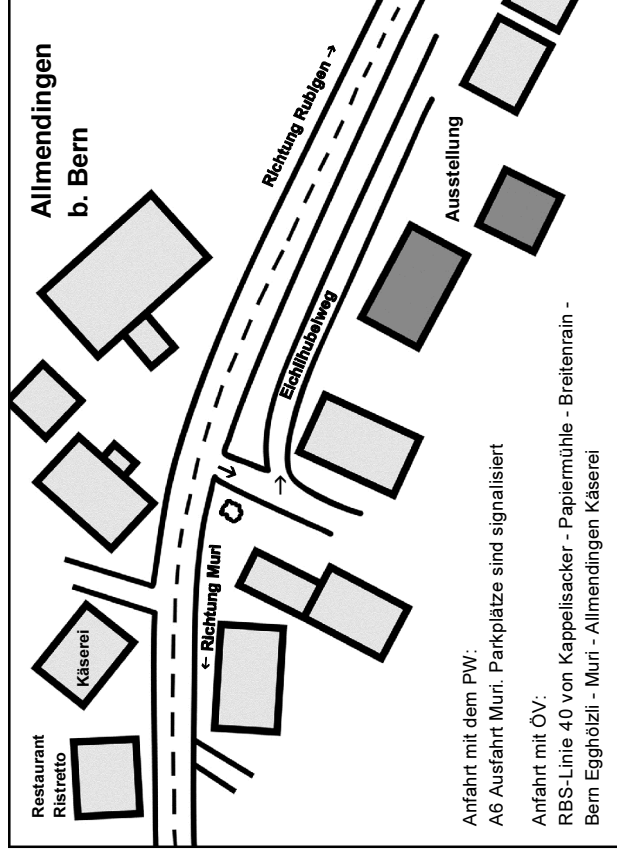 Allmendingen
b. Bern
Richtung Rubigen →
Ausstellung
Eichlihubelweg
← Richtung Muri
Käserei
Restaurant
Ristretto
Anfahrt mit dem PW:
A6 Ausfahrt Muri. Parkplätze sind signalisiert
Anfahrt mit ÖV:
RBS-Linie 40 von Kappelisacker - Papiermühle - Breitenrain -
Bern Egghölzli - Muri - Allmendingen Käserei